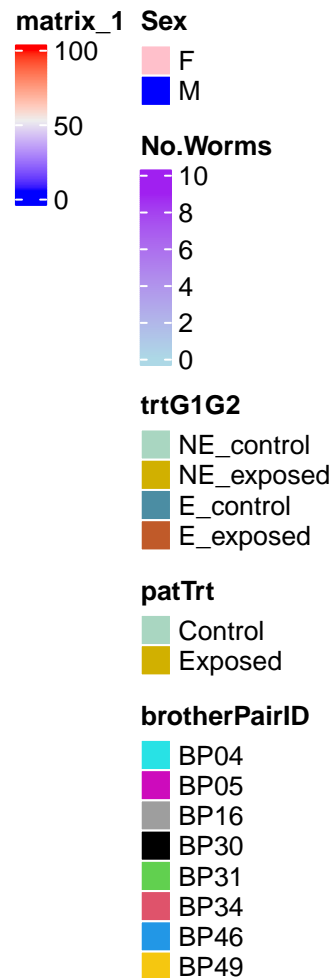 matrix_1
100
50
0
Sex
F
M
No.Worms
10
8
6
4
2
0
trtG1G2
NE_control
NE_exposed
E_control
E_exposed
patTrt
Control
Exposed
brotherPairID
BP04
BP05
BP16
BP30
BP31
BP34
BP46
BP49